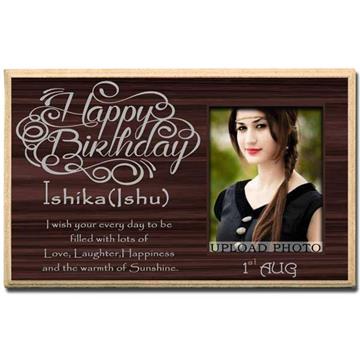 Happy
Birthday
Ishika(Ishu)
I wish your every day to be
filled with lots of
Love, Laughter,Happiness
and the warmth of Sunshine.
UPLOAD PHOTO
1st AUG